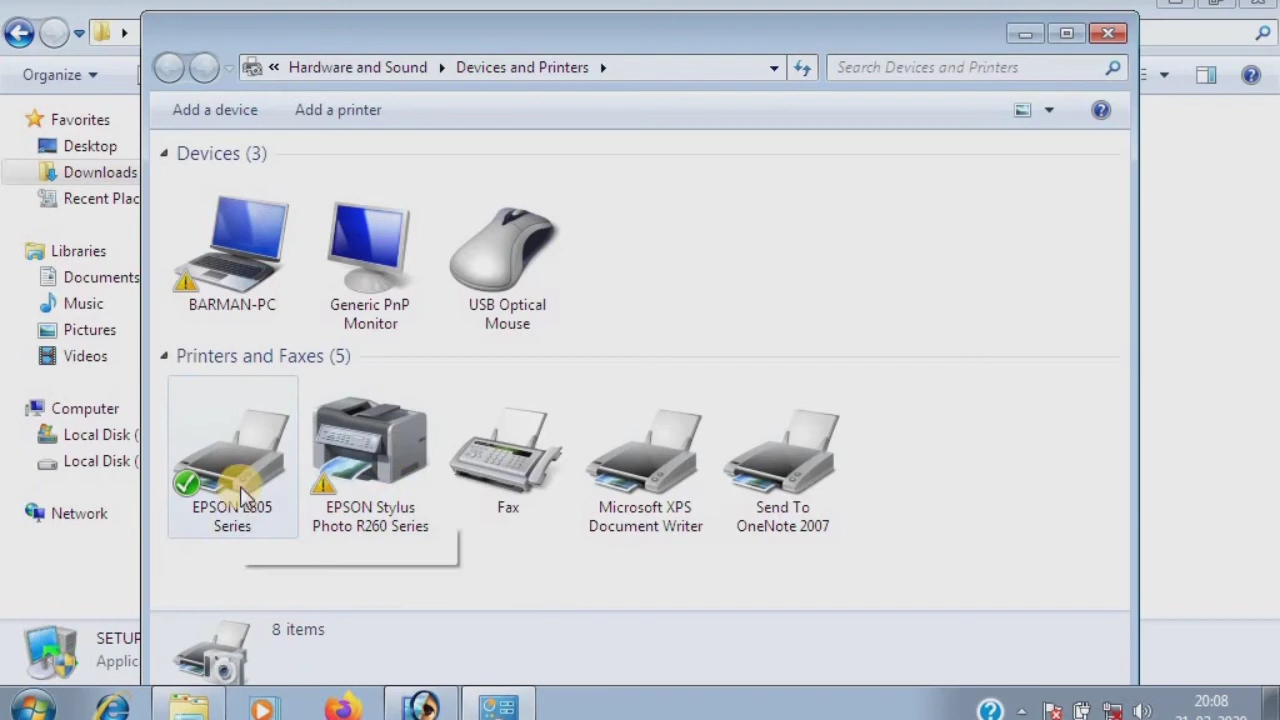 Hardware and Sound
Devices and Printers
Search Devices and Printers
Organize
Add a device
Add a printer
Favorites
Desktop
Downloads
Recent Plac
Libraries
Documents
Music
Pictures
Videos
Computer
Local Disk (
Local Disk (
Network
Devices (3)
BARMAN-PC
Generic PnP
Monitor
USB Optical
Mouse
Printers and Faxes (5)
EPSON L805
Series
EPSON Stylus
Photo R260 Series
Fax
Microsoft XPS
Document Writer
Send To
OneNote 2007
8 items
SETUP
Applic
20:08